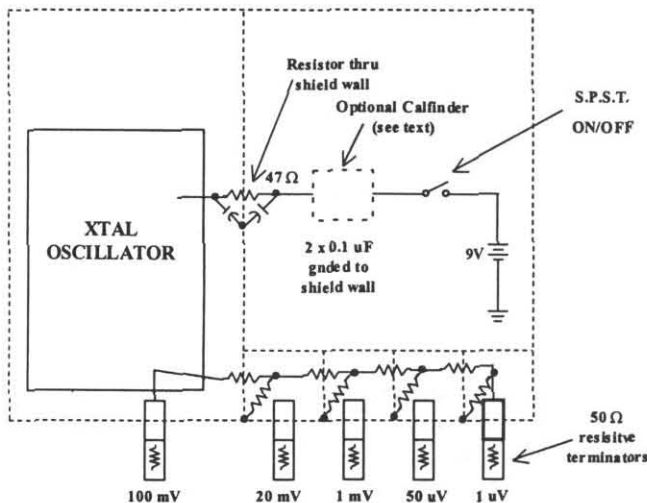 Resistor thru
shield wall
Optional Calfinder
(see text)
S.P.S.T.
ON/OFF
47 Ω
XTAL
OSCILLATOR
2 x 0.1 uF
gnded to
shield wall
9V
50 Ω
resisitve
terminators
100 mV
20 mV
1 mV
50 uV
1 uV